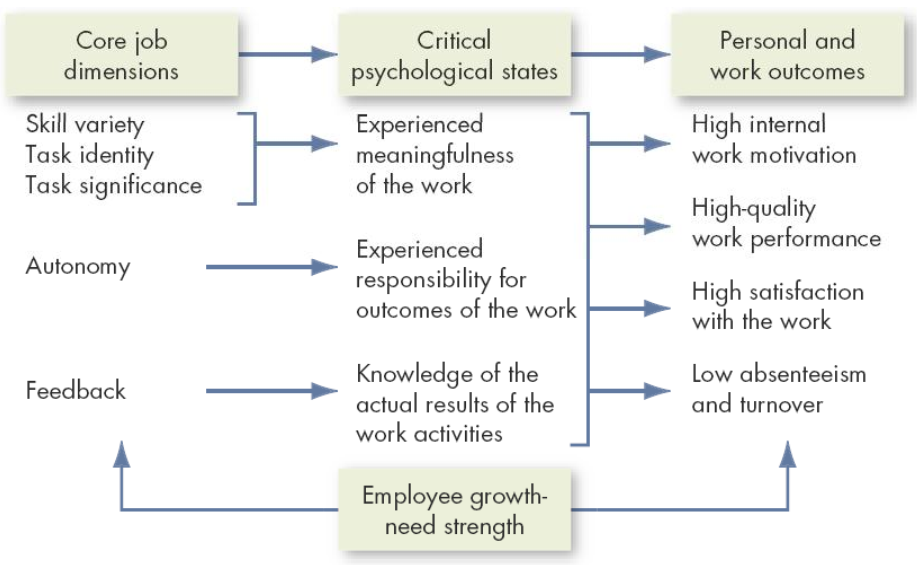 Core job
dimensions
Critical
psychological states
Personal and
work outcomes
Skill variety
Task identity
Task significance
Experienced
meaningfulness
of the work
High internal
work motivation
High-quality
work performance
Autonomy
Experienced
responsibility for
outcomes of the work
High satisfaction
with the work
Feedback
Knowledge of the
actual results of the
work activities
Low absenteeism
and turnover
Employee growth-
need strength